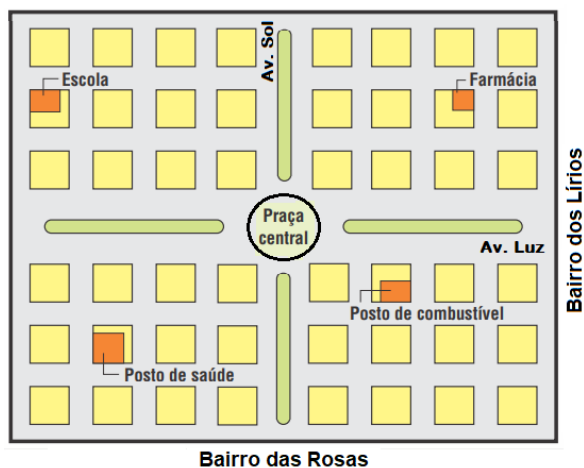 Av. Sol
Escola
Farmácia
Praça
central
Av. Luz
Bairro dos Lírios
Posto de combustível
Posto de saúde
Bairro das Rosas